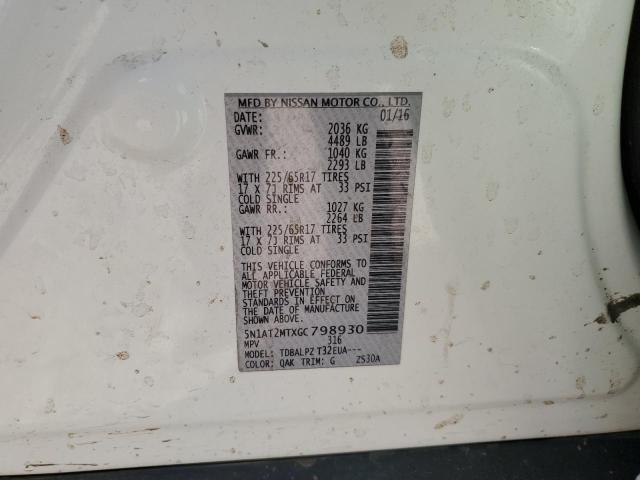 MFD BY NISSAN MOTOR CO., LTD.
DATE: 01/16
GVWR: 2036 KG
4489 LB
GAWR FR.: 1040 KG
2293 LB
WITH 225/65R17 TIRES
17 X 7J RIMS AT 33 PSI
COLD SINGLE
GAWR RR.: 1027 KG
2264 LB
WITH 225/65R17 TIRES
17 X 7J RIMS AT 33 PSI
COLD SINGLE
THIS VEHICLE CONFORMS TO
ALL APPLICABLE FEDERAL
MOTOR VEHICLE SAFETY AND
THEFT PREVENTION
STANDARDS IN EFFECT ON
THE DATE OF MANUFACTURE
SHOWN ABOVE.
5N1AT2MTXGC798930
MPV 316
MODEL: TDBALPZ T32EUA---
COLOR: QAK TRIM: G ZS30A